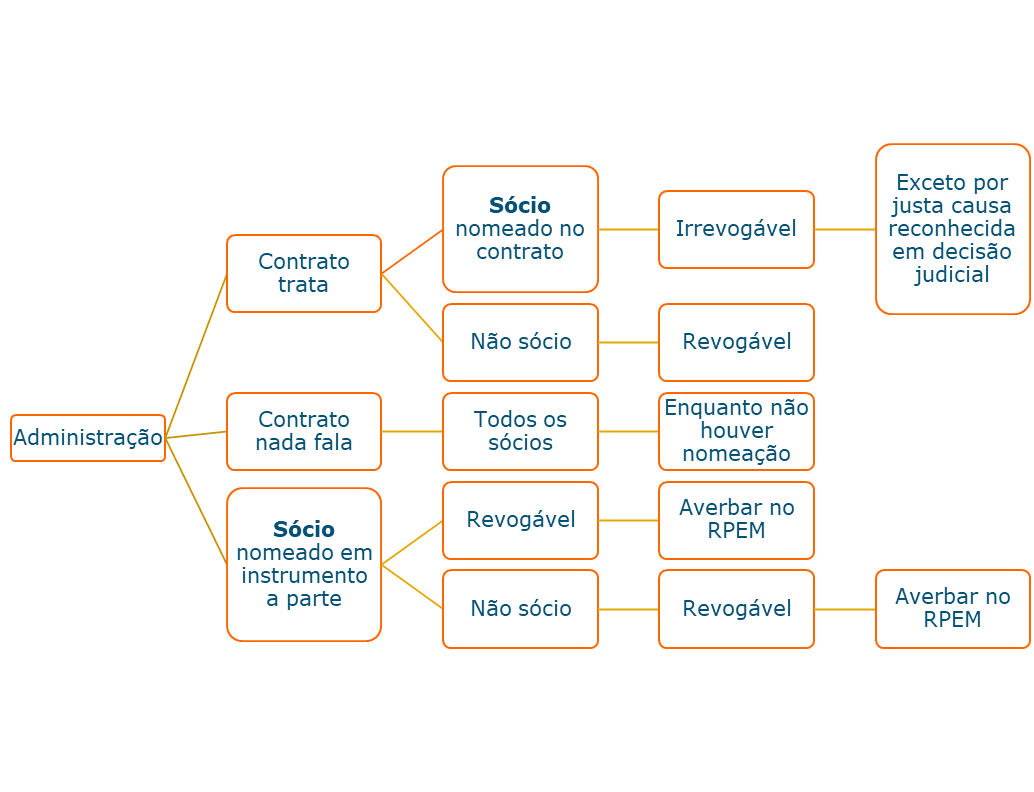 Administração
Contrato
trata
Sócio
nomeado no
contrato
Irrevogável
Exceto por
justa causa
reconhecida
em decisão
judicial
Não sócio
Revogável
Contrato
nada fala
Todos os
sócios
Enquanto não
houver
nomeação
Sócio
nomeado em
instrumento
a parte
Revogável
Averbar no
RPEM
Não sócio
Revogável
Averbar no
RPEM